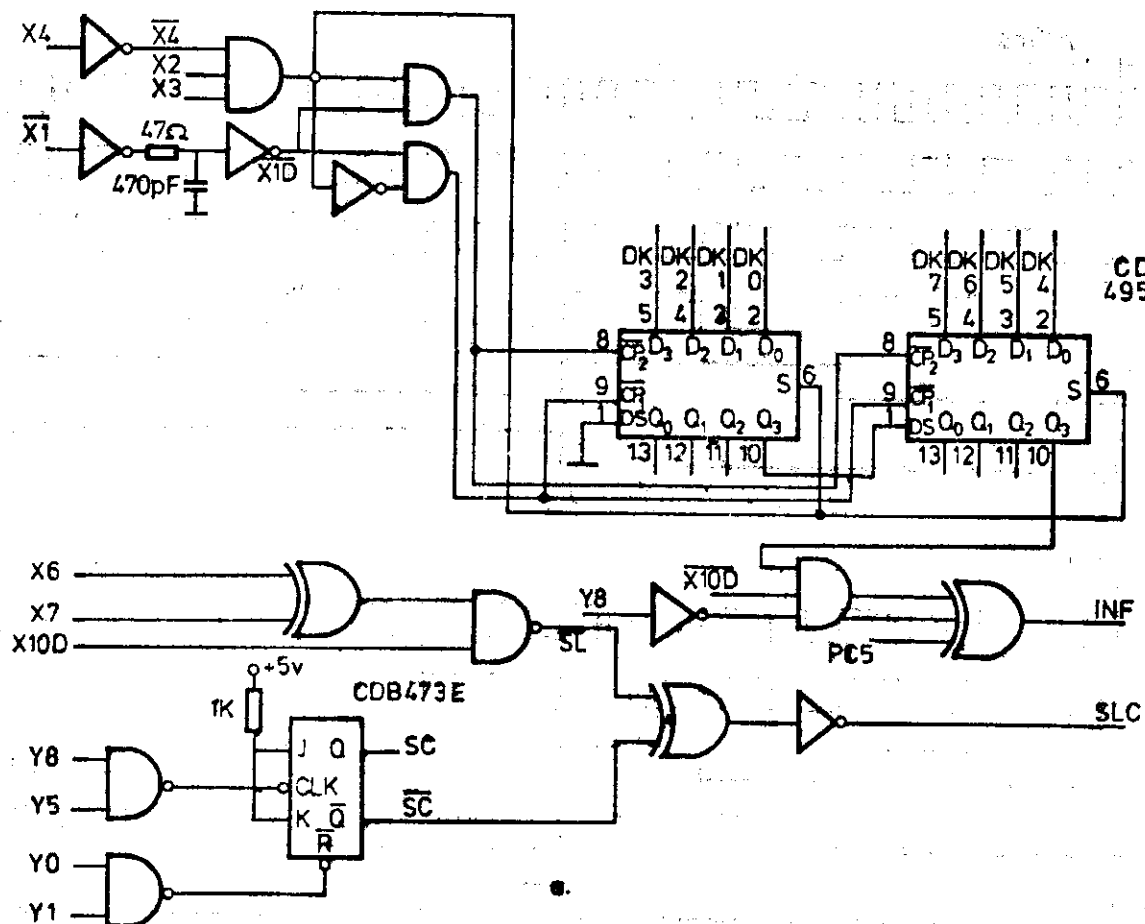 X4
X̅4̅
X2
X3
X̅1̅
47Ω
470pF
X̅1̅D̅
DK 3
DK 2
DK 1
DK 0
5
4
3
2
8
C̅P̅2
D3
D2
D1
D0
S
6
9
C̅P̅1
1
DS
Q0
Q1
Q2
Q3
13
12
11
10
DK 7
DK 6
DK 5
DK 4
5
4
3
2
8
C̅P̅2
D3
D2
D1
D0
S
6
9
C̅P̅1
1
DS
Q0
Q1
Q2
Q3
13
12
11
10
CD
495
X6
X7
X10D
S̅L̅
Y8
X̅1̅0̅D̅
PC5
INF
+5v
1K
CDB473E
J
Q
SC
CLK
K
Q̅
S̅C̅
R̅
SLC
Y8
Y5
Y0
Y1
a.